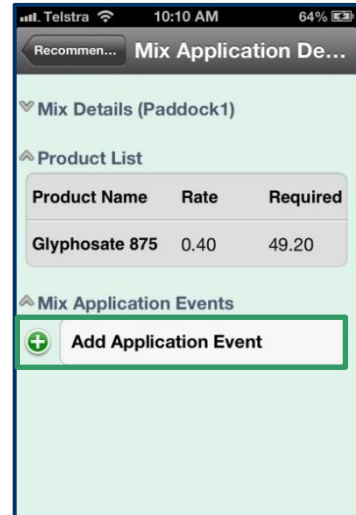 Telstra 10:10 AM 64%
Recommen... Mix Application De...
Mix Details (Paddock1)
Product List
Product Name Rate Required
Glyphosate 875 0.40 49.20
Mix Application Events
Add Application Event